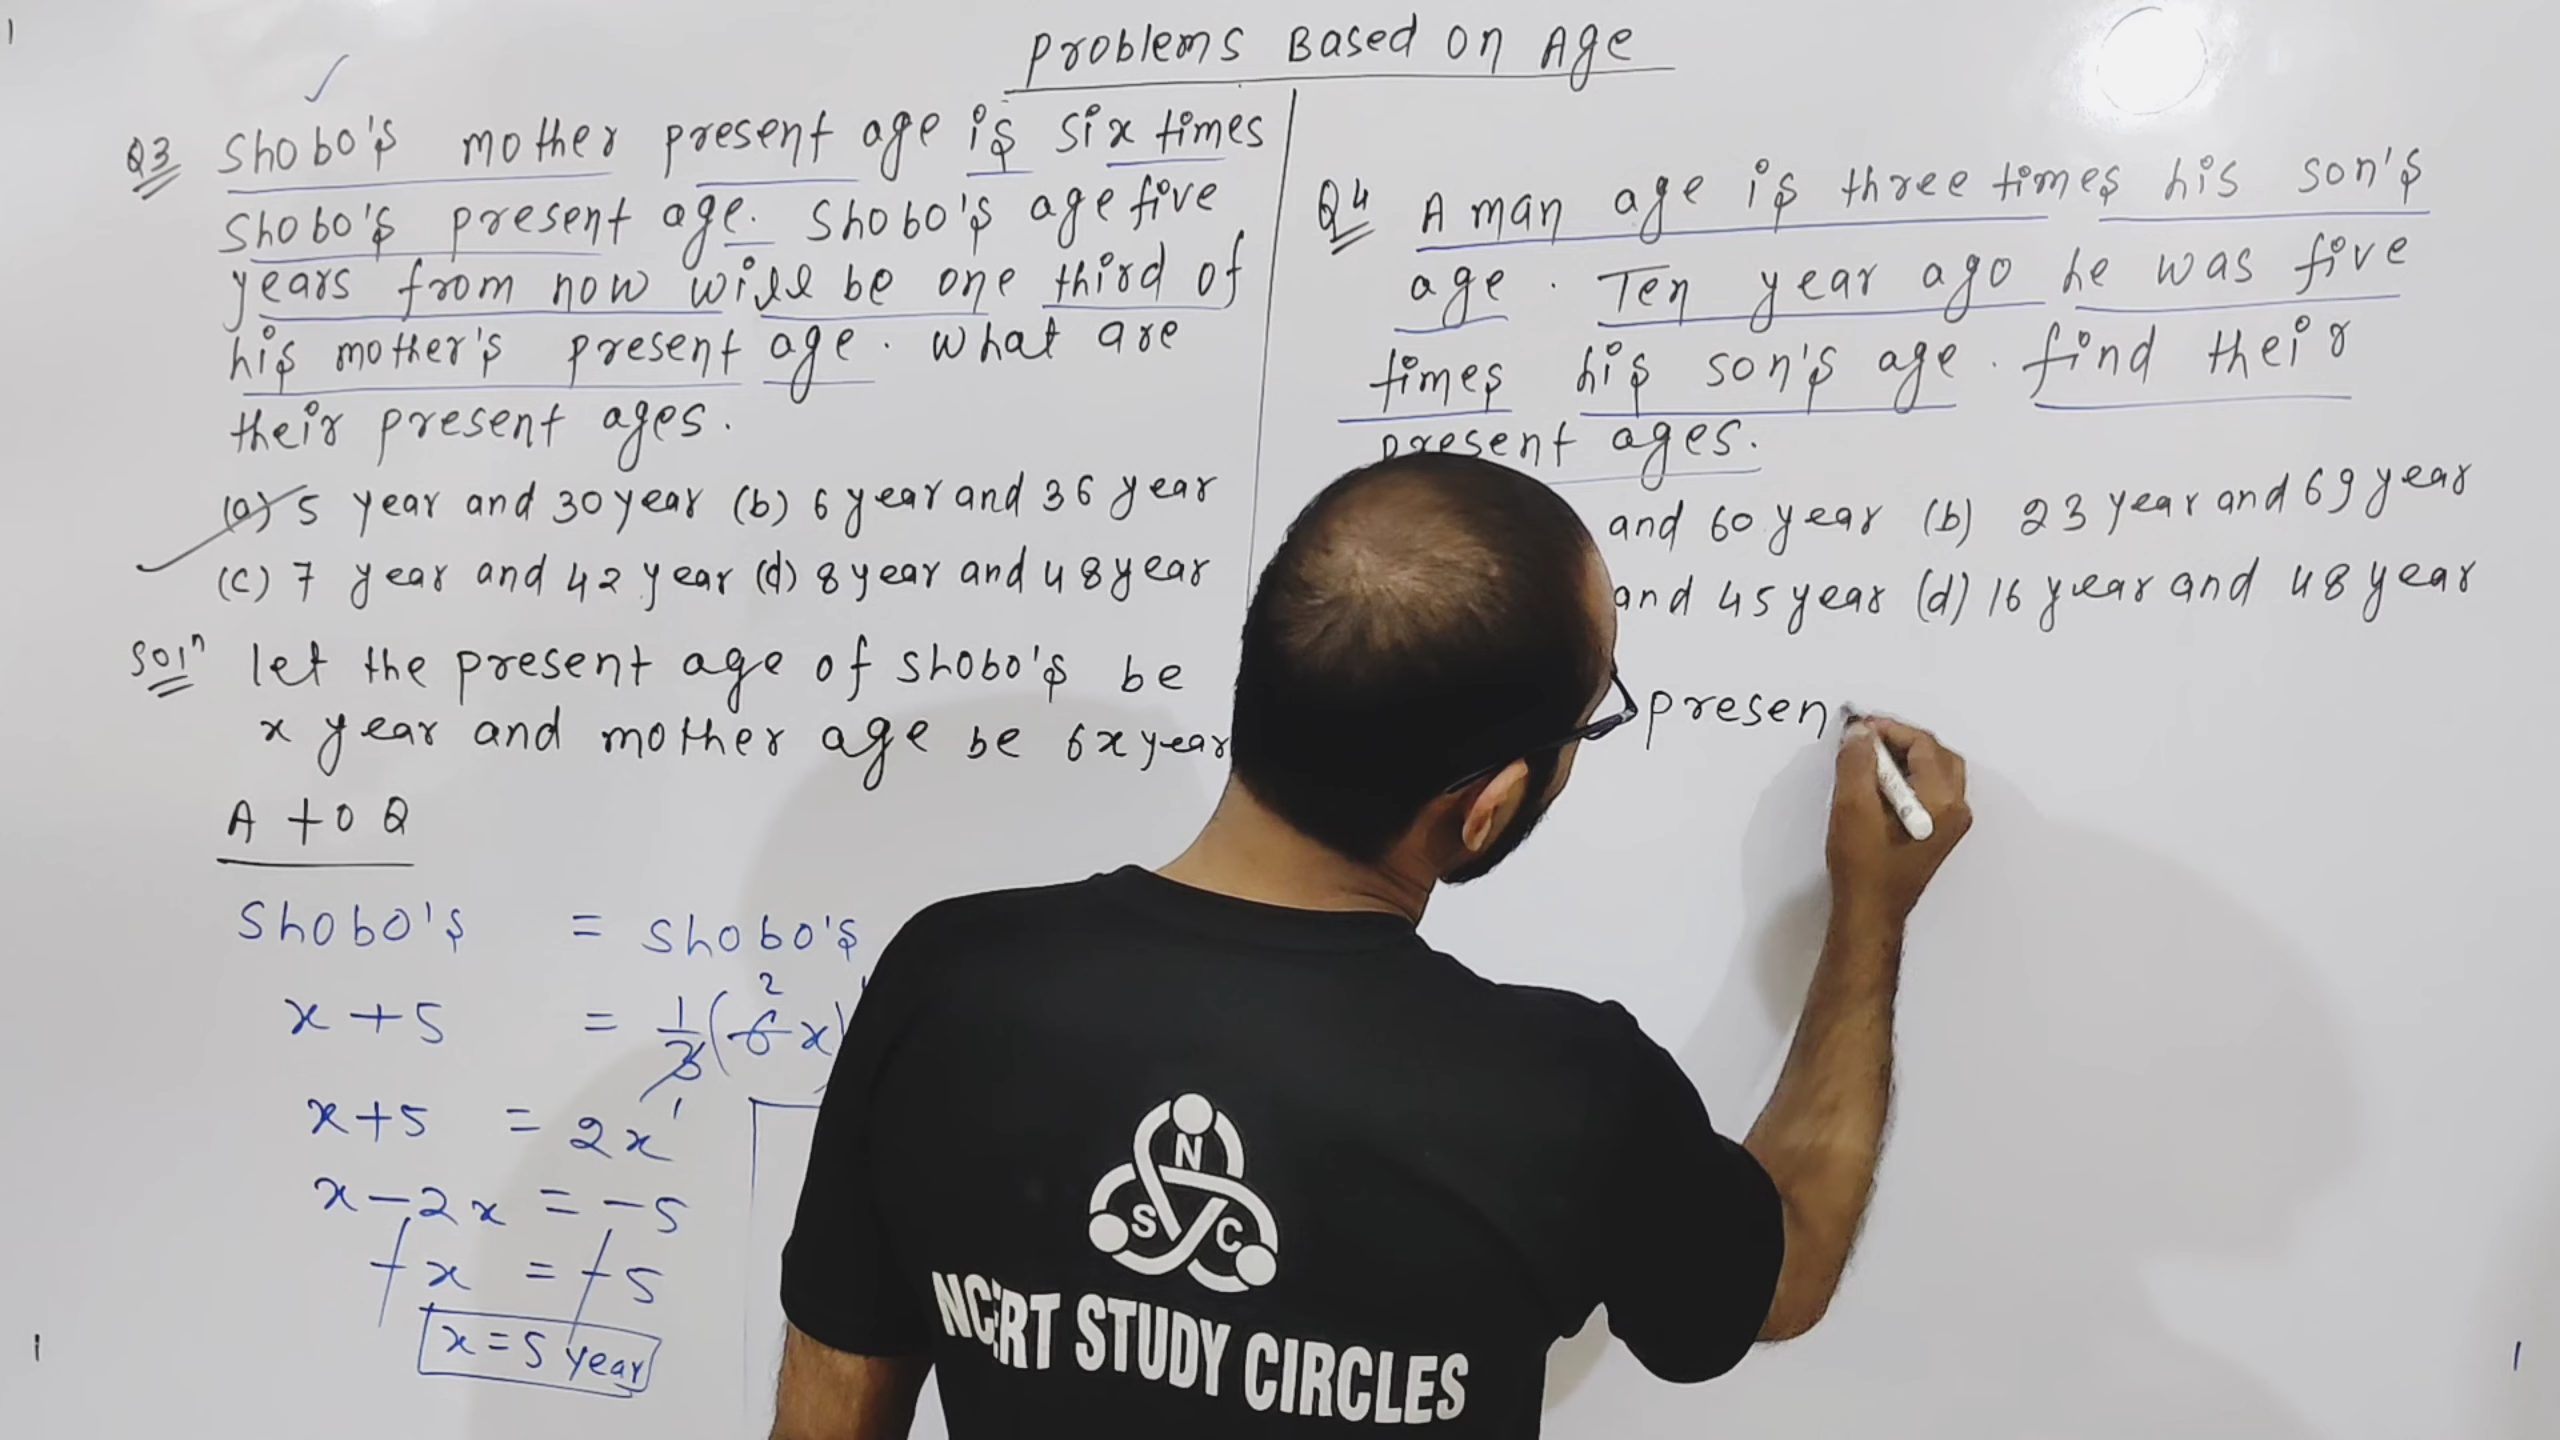 Problems Based on Age
Q3 Shobo's mother present age is six times
Shobo's present age. Shobo's age five
years from now will be one third of
his mother's present age. What are
their present ages.
(a) 5 year and 30 year (b) 6 year and 36 year
(c) 7 year and 42 year (d) 8 year and 48 year
Solⁿ let the present age of Shobo's be
x year and mother age be 6x year
A to Q
Shobo's = Shobo's
x + 5 = 1/3 (6x) 2 1
x+5 = 2x
x-2x = -5
-x = -5
x = 5 year
Q4 A man age is three times his son's
age. Ten year ago he was five
times his son's age. find their
present ages.
and 60 year (b) 23 year and 69 year
and 45 year (d) 16 year and 48 year
presen
N
S C
NCERT STUDY CIRCLES